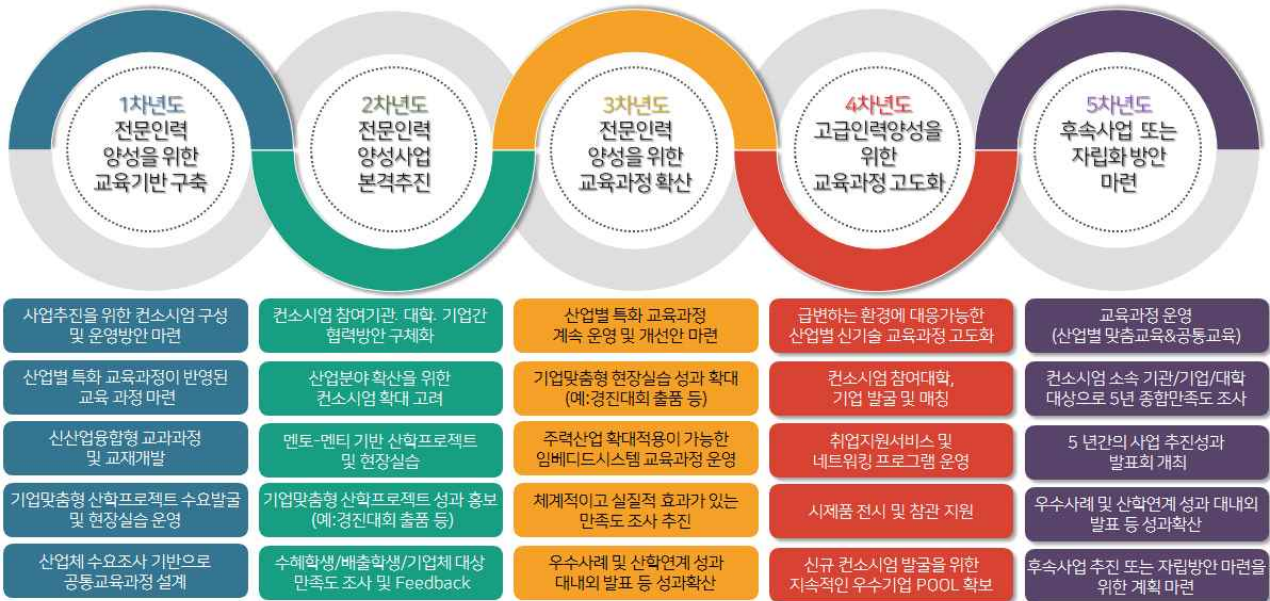 1차년도
전문인력
양성을 위한
교육기반 구축
2차년도
전문인력
양성사업
본격추진
3차년도
전문인력
양성을 위한
교육과정 확산
4차년도
고급인력양성을
위한
교육과정 고도화
5차년도
후속사업 또는
자립화 방안
마련
사업추진을 위한 컨소시엄 구성
및 운영방안 마련
산업별 특화 교육과정이 반영된
교육 과정 마련
신산업융합형 교과과정
및 교재개발
기업맞춤형 산학프로젝트 수요발굴
및 현장실습 운영
산업체 수요조사 기반으로
공통교육과정 설계
컨소시엄 참여기관. 대학. 기업간
협력방안 구체화
산업분야 확산을 위한
컨소시엄 확대 고려
멘토-멘티 기반 산학프로젝트
및 현장실습
기업맞춤형 산학프로젝트 성과 홍보
(예:경진대회 출품 등)
수혜학생/배출학생/기업체 대상
만족도 조사 및 Feedback
산업별 특화 교육과정
계속 운영 및 개선안 마련
기업맞춤형 현장실습 성과 확대
(예:경진대회 출품 등)
주력산업 확대적용이 가능한
임베디드시스템 교육과정 운영
체계적이고 실질적 효과가 있는
만족도 조사 추진
우수사례 및 산학연계 성과
대내외 발표 등 성과확산
급변하는 환경에 대응가능한
산업별 신기술 교육과정 고도화
컨소시엄 참여대학,
기업 발굴 및 매칭
취업지원서비스 및
네트워킹 프로그램 운영
시제품 전시 및 참관 지원
신규 컨소시엄 발굴을 위한
지속적인 우수기업 POOL 확보
교육과정 운영
(산업별 맞춤교육&공통교육)
컨소시엄 소속 기관/기업/대학
대상으로 5년 종합만족도 조사
5 년간의 사업 추진성과
발표회 개최
우수사례 및 산학연계 성과 대내외
발표 등 성과확산
후속사업 추진 또는 자립방안 마련을
위한 계획 마련